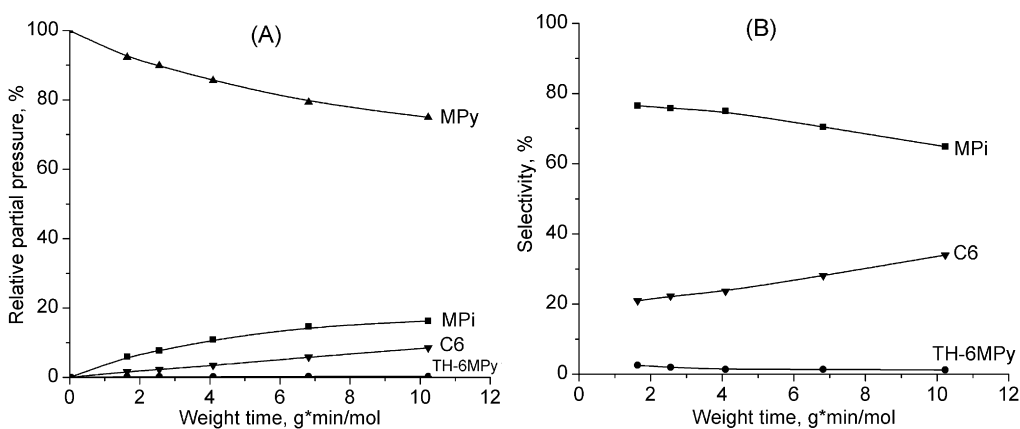 (A)
Relative partial pressure, %
100
80
60
40
20
0
MPy
MPi
C6
TH-6MPy
0 2 4 6 8 10 12
Weight time, g*min/mol
(B)
Selectivity, %
100
80
60
40
20
0
MPi
C6
TH-6MPy
0 2 4 6 8 10 12
Weight time, g*min/mol